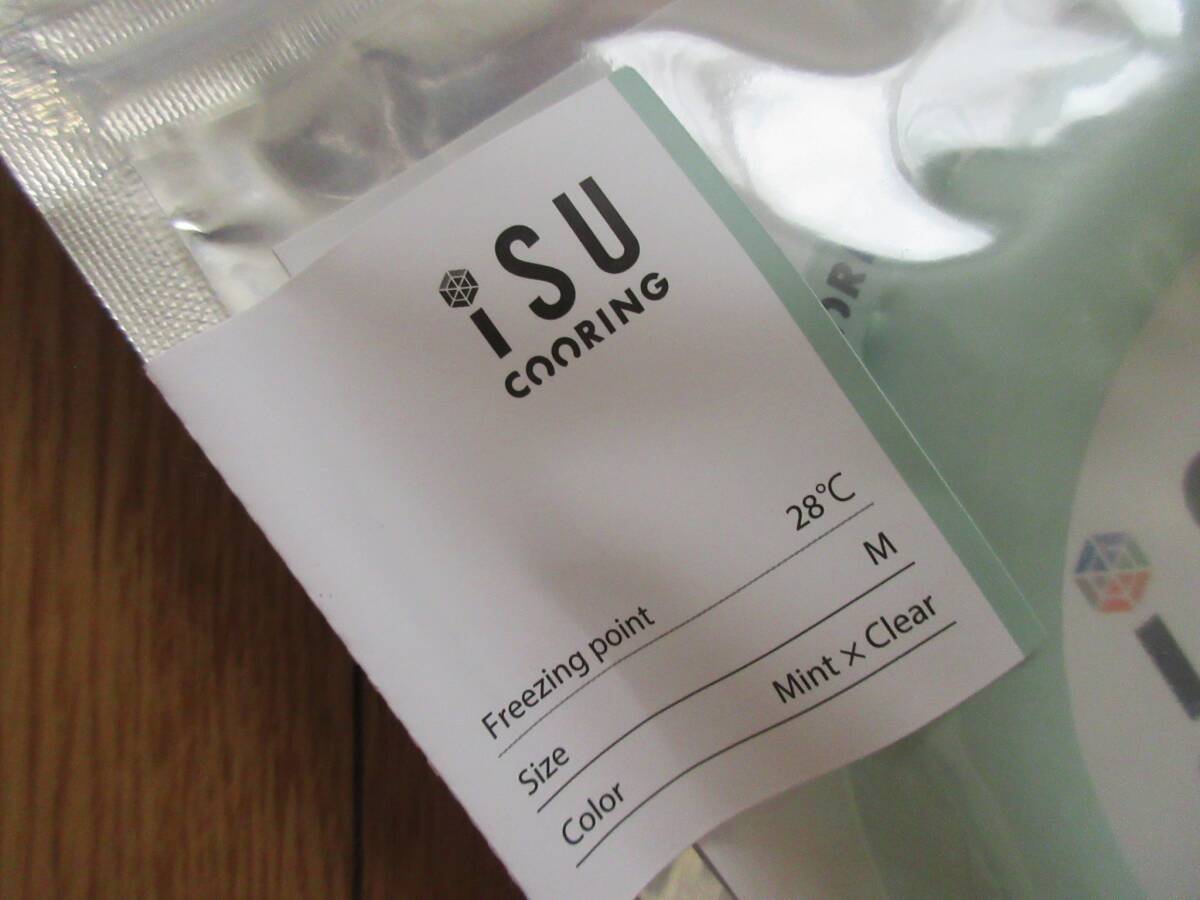 iSU
COORING
Freezing point 28°C
Size M
Color Mint × Clear